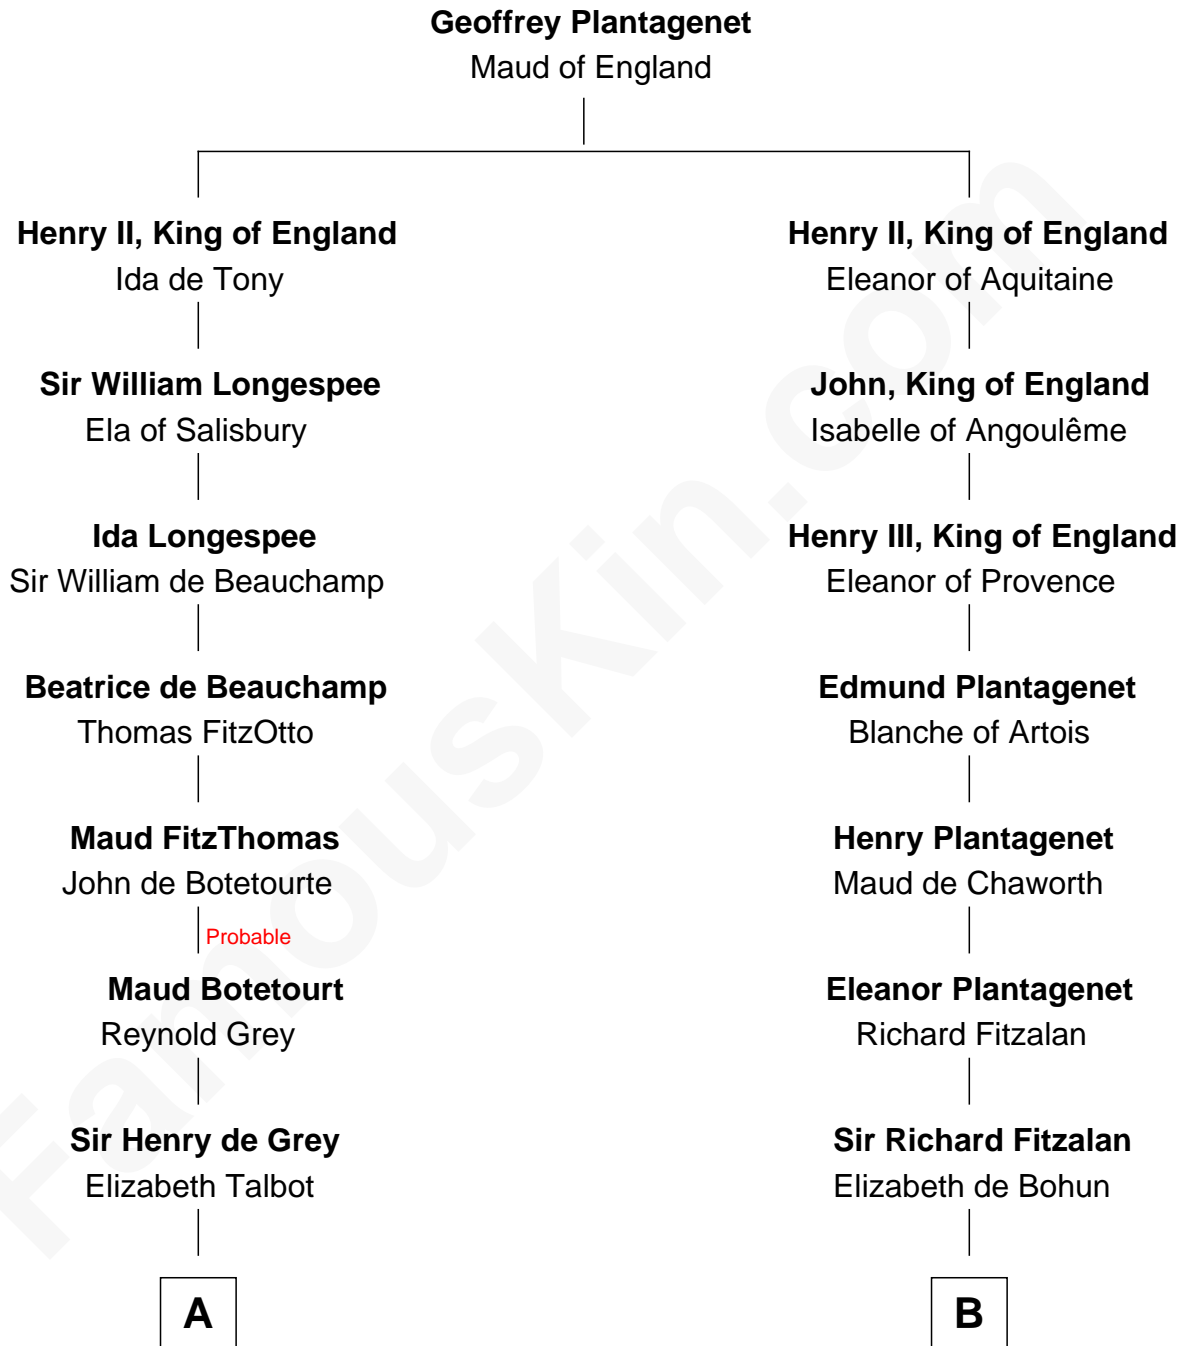 Geoffrey Plantagenet
Maud of England
Henry II, King of England
Ida de Tony
Sir William Longespee
Ela of Salisbury
Ida Longespee
Sir William de Beauchamp
Beatrice de Beauchamp
Thomas FitzOtto
Maud FitzThomas
John de Botetourte
Probable
Maud Botetourt
Reynold Grey
Sir Henry de Grey
Elizabeth Talbot
A
Henry II, King of England
Eleanor of Aquitaine
John, King of England
Isabelle of Angoulême
Henry III, King of England
Eleanor of Provence
Edmund Plantagenet
Blanche of Artois
Henry Plantagenet
Maud de Chaworth
Eleanor Plantagenet
Richard Fitzalan
Sir Richard Fitzalan
Elizabeth de Bohun
B
FamousKin.com